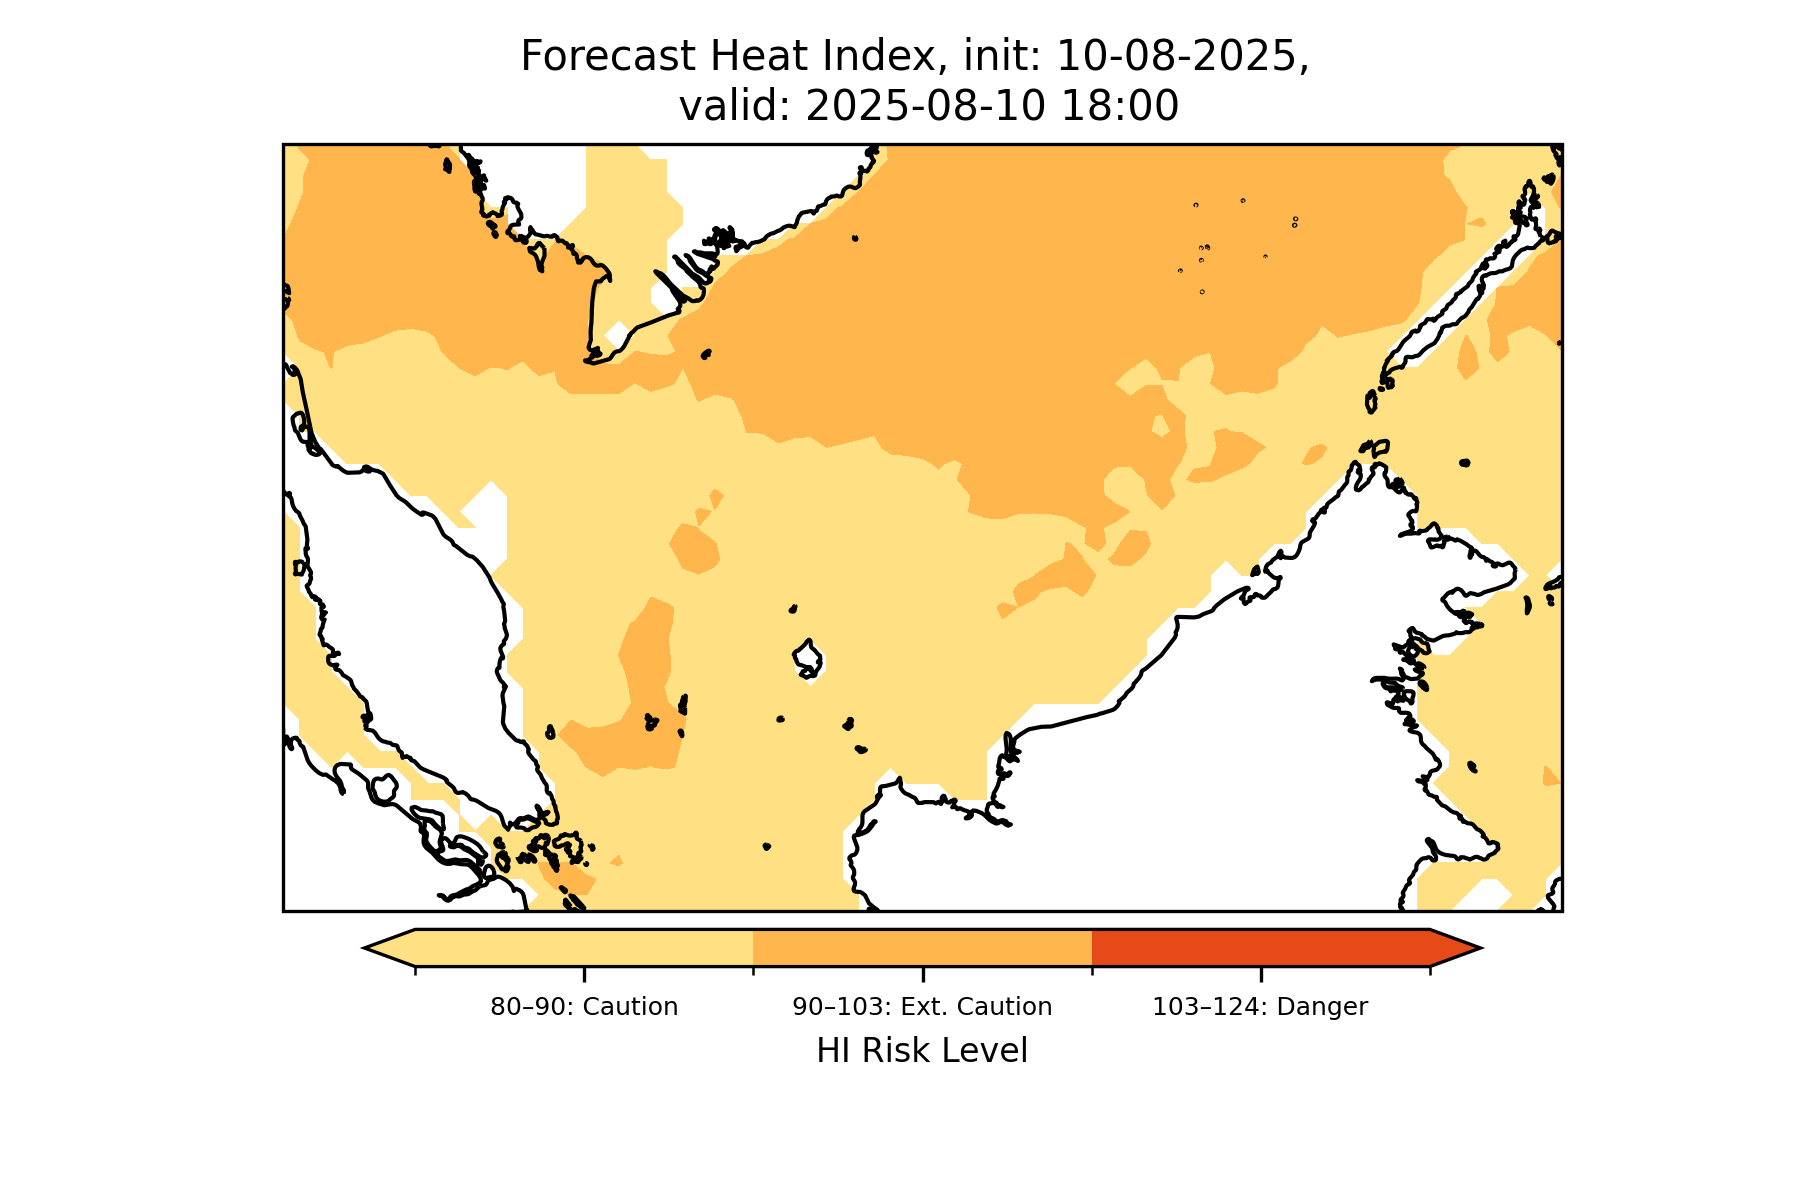 Forecast Heat Index, init: 10-08-2025,
valid: 2025-08-10 18:00
80–90: Caution
90–103: Ext. Caution
103–124: Danger
HI Risk Level